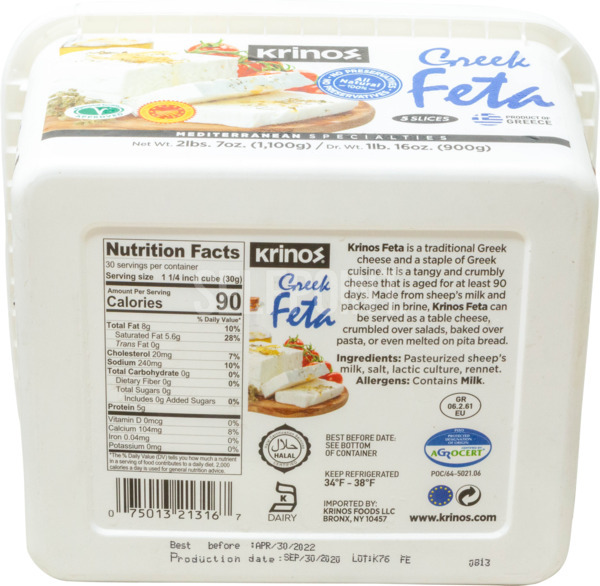 Krinos
Greek
Feta
NO PRESERVATIVES
All
Natural
100%
APPROVED
5 SLICES
PRODUCT OF
GREECE
MEDITERRANEAN SPECIALTIES
Net Wt. 2lbs. 7oz. (1,100g) / Dr. Wt. 1lb. 16oz. (900g)
Nutrition Facts
30 servings per container
Serving size 1 1/4 inch cube (30g)
Amount Per Serving
Calories 90
% Daily Value*
Total Fat 8g 10%
Saturated Fat 5.6g 28%
Trans Fat 0g
Cholesterol 20mg 7%
Sodium 240mg 10%
Total Carbohydrate 0g 0%
Dietary Fiber 0g 0%
Total Sugars 0g
Includes 0g Added Sugars 0%
Protein 5g
Vitamin D 0mcg 0%
Calcium 104mg 8%
Iron 0.04mg 0%
Potassium 0mg 0%
*The % Daily Value (DV) tells you how much a nutrient
in a serving of food contributes to a daily diet. 2,000
calories a day is used for general nutrition advice.
0 75013 21316 7
Krinos
Greek
Feta
Krinos Feta is a traditional Greek
cheese and a staple of Greek
cuisine. It is a tangy and crumbly
cheese that is aged for at least 90
days. Made from sheep's milk and
packaged in brine, Krinos Feta can
be served as a table cheese,
crumbled over salads, baked over
pasta, or even melted on pita bread.
Ingredients: Pasteurized sheep's
milk, salt, lactic culture, rennet.
Allergens: Contains Milk.
حلال
HALAL
K
DAIRY
BEST BEFORE DATE:
SEE BOTTOM
OF CONTAINER
KEEP REFRIGERATED
34°F - 38°F
IMPORTED BY:
KRINOS FOODS LLC
BRONX, NY 10457
GR
06.2.61
EU
AGROCERT
POC/64-5021.06
www.krinos.com
Best before :APR/30/2022
Production date :SEP/30/2020 LOT:K76 FE 0813